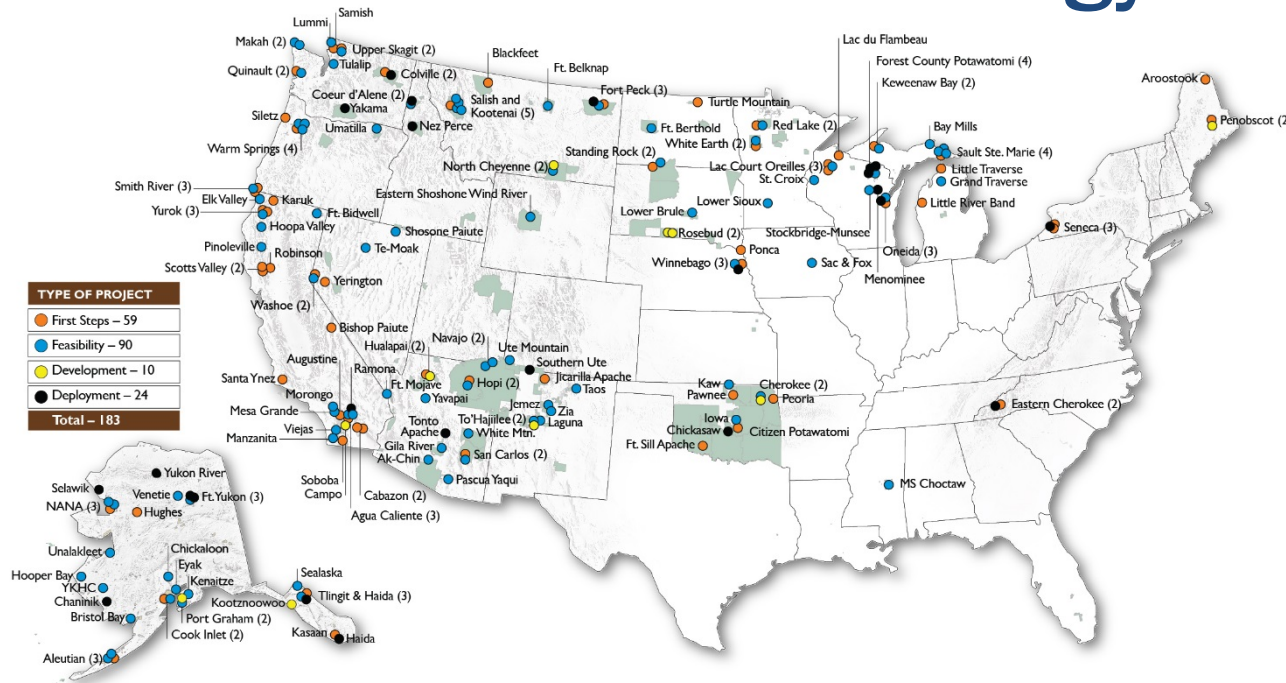 Samish
Lummi
Makah (2)
Upper Skagit (2)
Tulalip
Quinault (2)
Colville (2)
Blackfeet
Ft. Belknap
Fort Peck (3)
Coeur d'Alene (2)
Yakama
Salish and
Kootenai (5)
Siletz
Umatilla
Nez Perce
Warm Springs (4)
North Cheyenne (2)
Turtle Mountain
Ft. Berthold
Red Lake (2)
White Earth (2)
Standing Rock (2)
Lac du Flambeau
Forest County Potawatomi (4)
Keweenaw Bay (2)
Bay Mills
Sault Ste. Marie (4)
Lac Court Oreilles (3)
St. Croix
Little Traverse
Grand Traverse
Little River Band
Aroostook
Penobscot (2
Smith River (3)
Elk Valley
Karuk
Yurok (3)
Ft. Bidwell
Hoopa Valley
Eastern Shoshone Wind River
Lower Brule
Lower Sioux
Rosebud (2)
Stockbridge-Munsee
Oneida (3)
Menominee
Seneca (3)
Shosone Paiute
Pinoleville
Te-Moak
Robinson
Scotts Valley (2)
Yerington
Washoe (2)
Ponca
Winnebago (3)
Sac & Fox
TYPE OF PROJECT
First Steps – 59
Feasibility – 90
Development – 10
Deployment – 24
Total – 183
Bishop Paiute
Navajo (2)
Hualapai (2)
Ute Mountain
Southern Ute
Augustine
Ramona
Santa Ynez
Ft. Mojave
Hopi (2)
Jicarilla Apache
Taos
Morongo
Yavapai
Mesa Grande
Jemez
Zia
Viejas
Tonto
Apache
To'Hajiilee (2)
Laguna
Manzanita
White Mtn.
Gila River
Ak-Chin
San Carlos (2)
Pascua Yaqui
Soboba
Campo
Cabazon (2)
Agua Caliente (3)
Kaw
Pawnee
Cherokee (2)
Peoria
Iowa
Chickasaw
Citizen Potawatomi
Ft. Sill Apache
Eastern Cherokee (2)
MS Choctaw
Yukon River
Selawik
Venetie
Ft.Yukon (3)
NANA (3)
Hughes
Unalakleet
Chickaloon
Eyak
Kenaitze
Hooper Bay
YKHC
Chaninik
Bristol Bay
Port Graham (2)
Cook Inlet (2)
Aleutian (3)
Sealaska
Tlingit & Haida (3)
Kootznoowoo
Kasaan
Haida